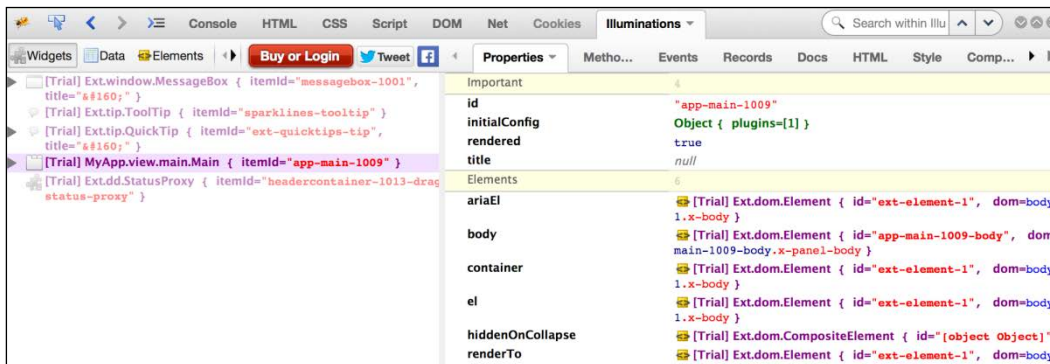 Console HTML CSS Script DOM Net Cookies Illuminations Search within Illu
Widgets Data Elements Buy or Login Tweet Properties Metho... Events Records Docs HTML Style Comp...
[Trial] Ext.window.MessageBox { itemId="messagebox-1001",
title="&#160;" }
[Trial] Ext.tip.ToolTip { itemId="sparklines-tooltip" }
[Trial] Ext.tip.QuickTip { itemId="ext-quicktips-tip",
title="&#160;" }
[Trial] MyApp.view.main.Main { itemId="app-main-1009" }
[Trial] Ext.dd.StatusProxy { itemId="headercontainer-1013-drag
status-proxy" }
Important 4
id "app-main-1009"
initialConfig Object { plugins=[1] }
rendered true
title null
Elements 6
ariaEl [Trial] Ext.dom.Element { id="ext-element-1", dom=body
1.x-body }
body [Trial] Ext.dom.Element { id="app-main-1009-body", dom
main-1009-body.x-panel-body }
container [Trial] Ext.dom.Element { id="ext-element-1", dom=body
1.x-body }
el [Trial] Ext.dom.Element { id="ext-element-1", dom=body
1.x-body }
hiddenOnCollapse [Trial] Ext.dom.CompositeElement { id="[object Object]"
renderTo [Trial] Ext.dom.Element { id="ext-element-1", dom=body